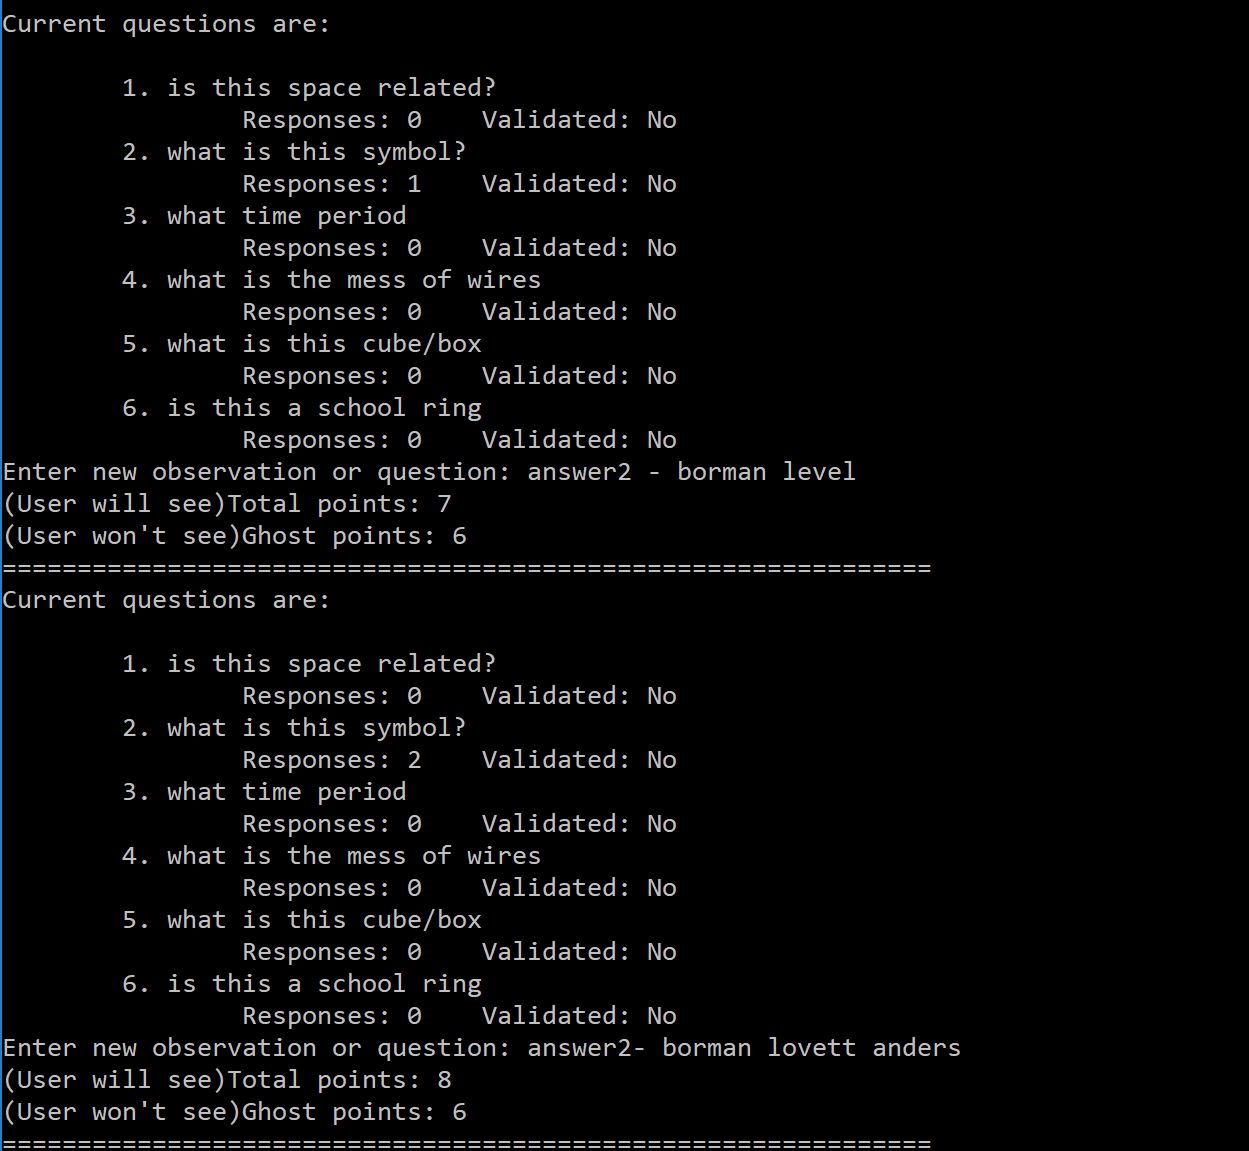 Current questions are:
1. is this space related?
Responses: 0    Validated: No
2. what is this symbol?
Responses: 1    Validated: No
3. what time period
Responses: 0    Validated: No
4. what is the mess of wires
Responses: 0    Validated: No
5. what is this cube/box
Responses: 0    Validated: No
6. is this a school ring
Responses: 0    Validated: No
Enter new observation or question: answer2 - borman level
(User will see)Total points: 7
(User won't see)Ghost points: 6
==============================================================
Current questions are:
1. is this space related?
Responses: 0    Validated: No
2. what is this symbol?
Responses: 2    Validated: No
3. what time period
Responses: 0    Validated: No
4. what is the mess of wires
Responses: 0    Validated: No
5. what is this cube/box
Responses: 0    Validated: No
6. is this a school ring
Responses: 0    Validated: No
Enter new observation or question: answer2- borman lovett anders
(User will see)Total points: 8
(User won't see)Ghost points: 6
==============================================================